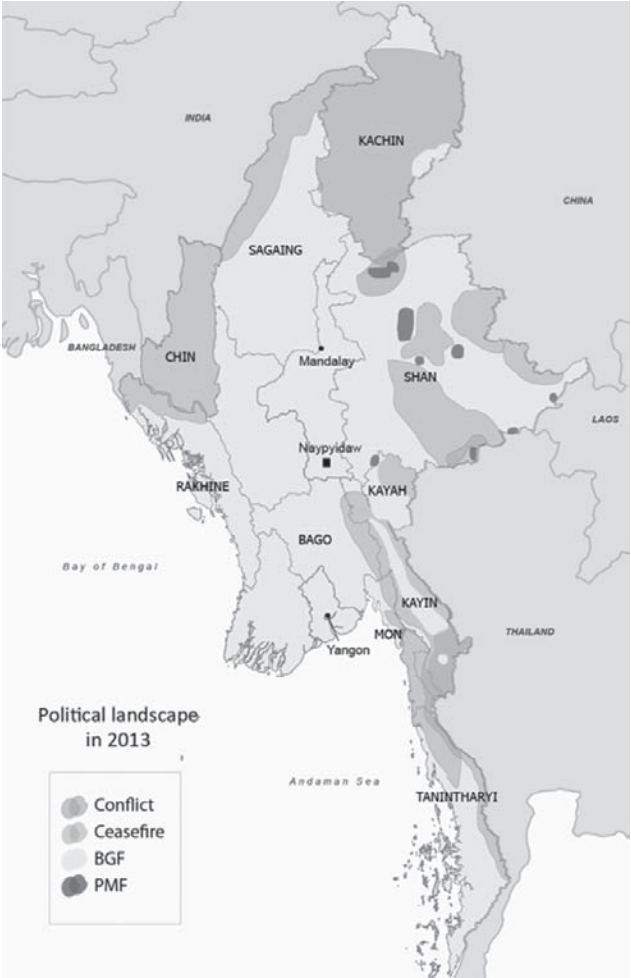 KACHIN
INDIA
CHINA
SAGAING
BANGLADESH
CHIN
Mandalay
SHAN
LAOS
Naypyidaw
RAKHINE
KAYAH
BAGO
Bay of Bengal
KAYIN
THAILAND
MON
Yangon
Political landscape
in 2013
Andaman Sea
TANINTHARYI
Conflict
Ceasefire
BGF
PMF